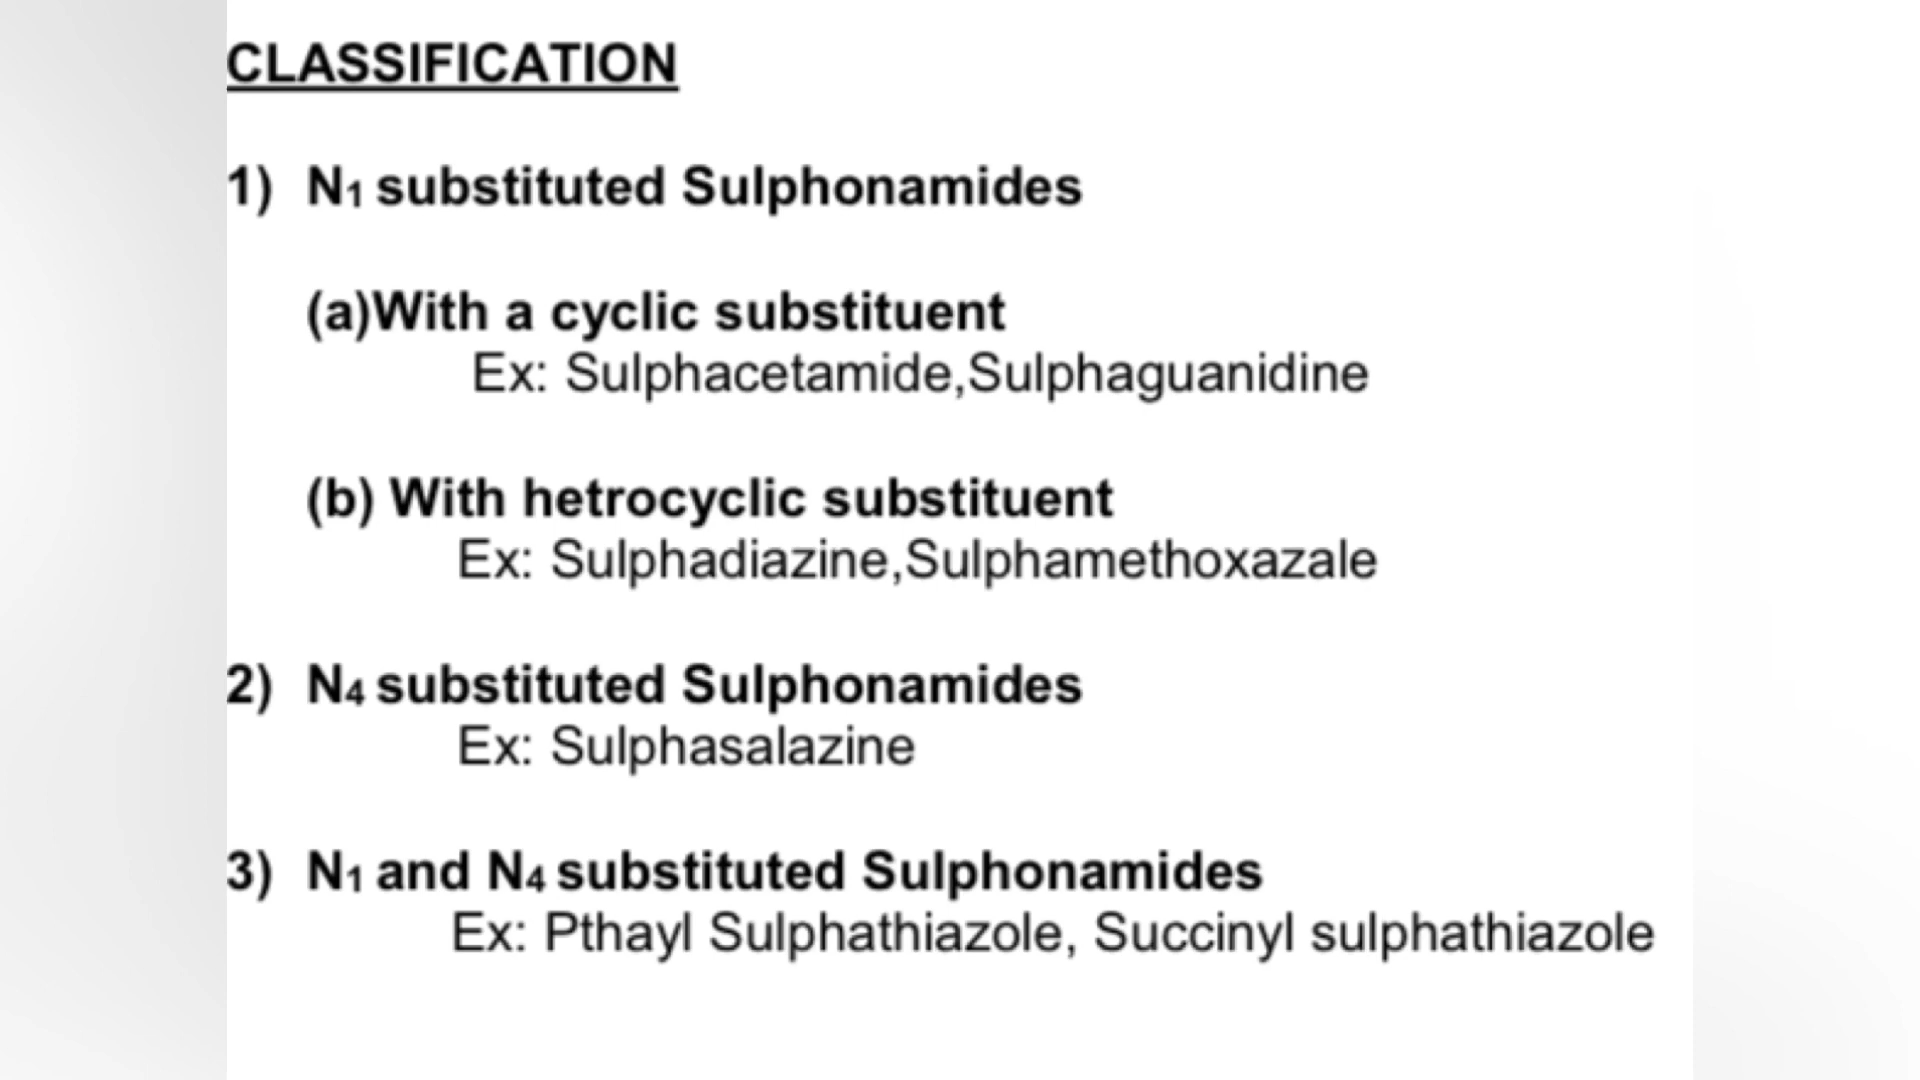 CLASSIFICATION
1) N₁ substituted Sulphonamides
(a)With a cyclic substituent
Ex: Sulphacetamide,Sulphaguanidine
(b) With hetrocyclic substituent
Ex: Sulphadiazine,Sulphamethoxazale
2) N₄ substituted Sulphonamides
Ex: Sulphasalazine
3) N₁ and N₄ substituted Sulphonamides
Ex: Pthayl Sulphathiazole, Succinyl sulphathiazole